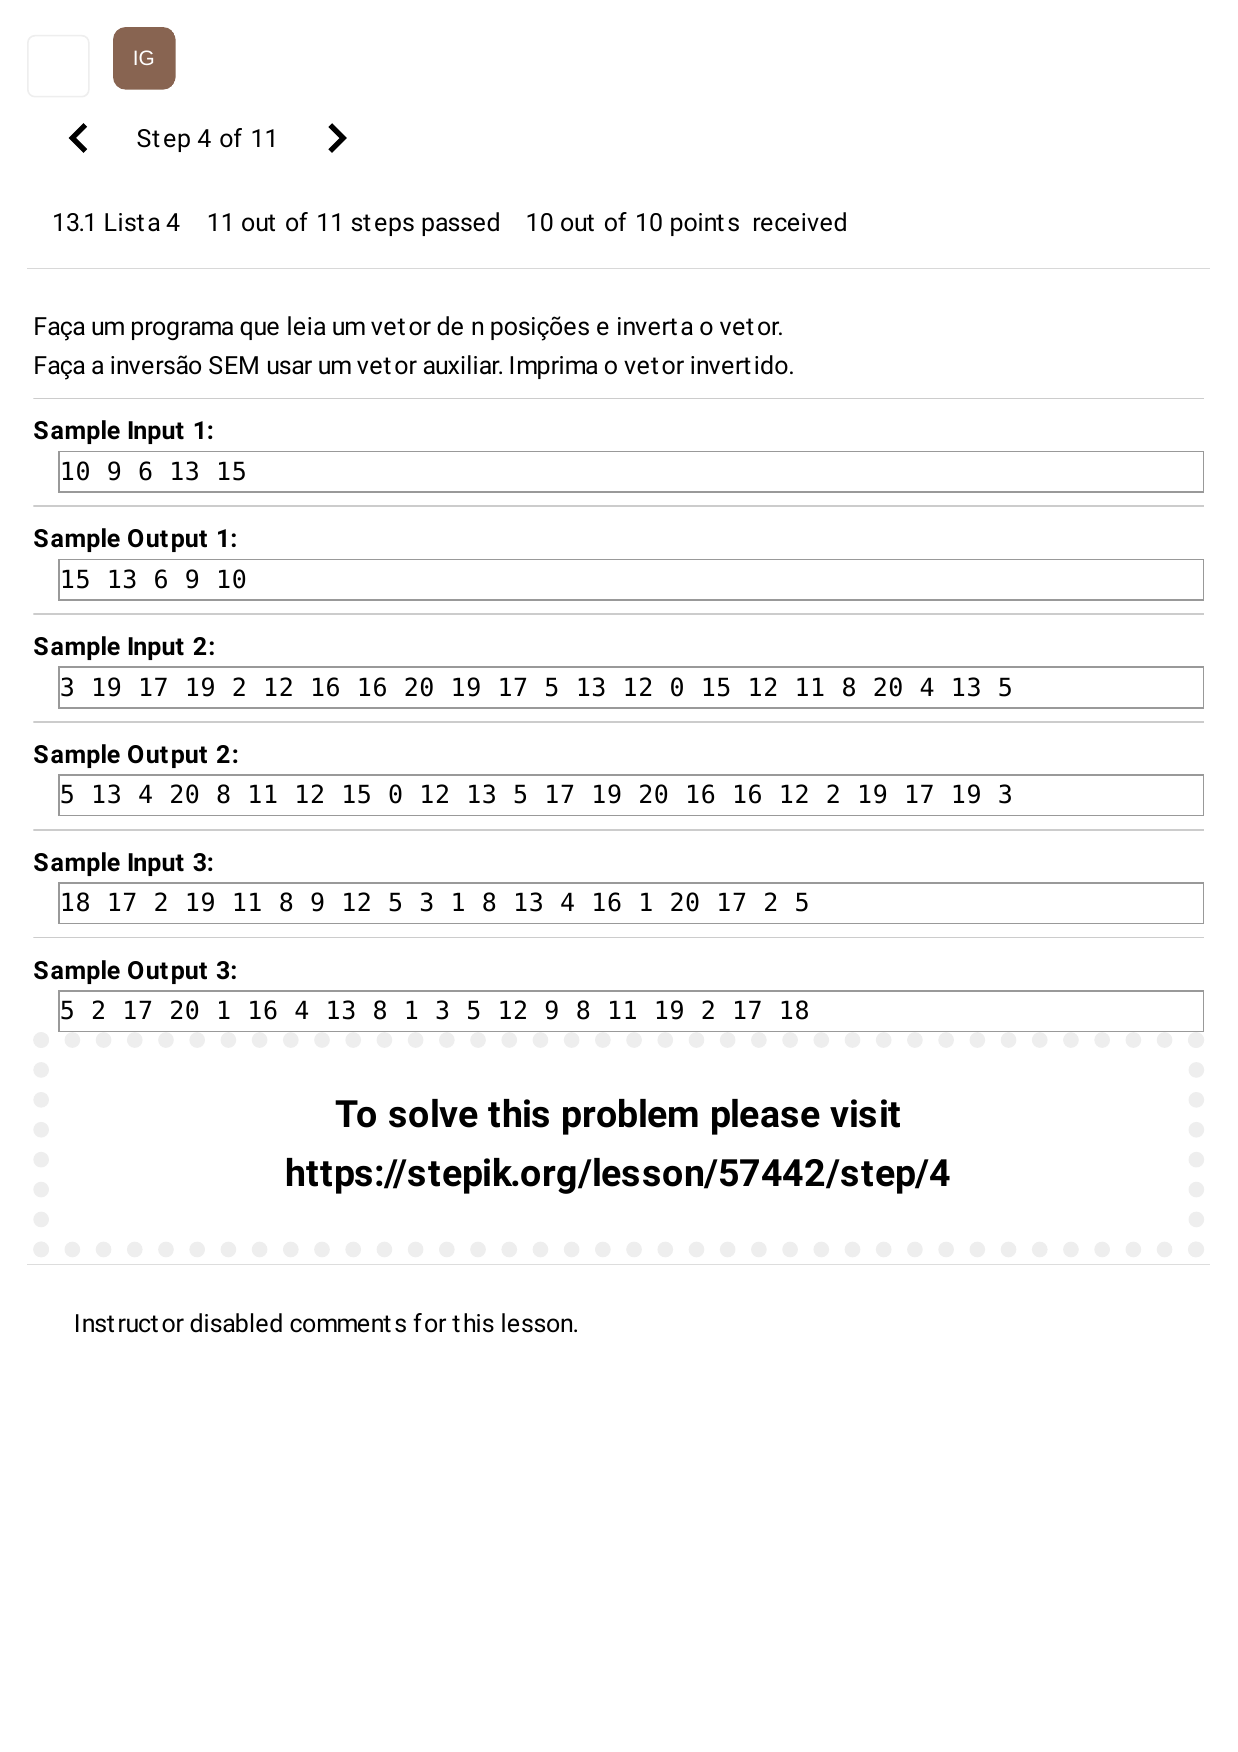 IG
Step 4 of 11
13.1 Lista 4 11 out of 11 steps passed 10 out of 10 points received
Faça um programa que leia um vetor de n posições e inverta o vetor.
Faça a inversão SEM usar um vetor auxiliar. Imprima o vetor invertido.
Sample Input 1:
10 9 6 13 15
Sample Output 1:
15 13 6 9 10
Sample Input 2:
3 19 17 19 2 12 16 16 20 19 17 5 13 12 0 15 12 11 8 20 4 13 5
Sample Output 2:
5 13 4 20 8 11 12 15 0 12 13 5 17 19 20 16 16 12 2 19 17 19 3
Sample Input 3:
18 17 2 19 11 8 9 12 5 3 1 8 13 4 16 1 20 17 2 5
Sample Output 3:
5 2 17 20 1 16 4 13 8 1 3 5 12 9 8 11 19 2 17 18
To solve this problem please visit
https://stepik.org/lesson/57442/step/4
Instructor disabled comments for this lesson.